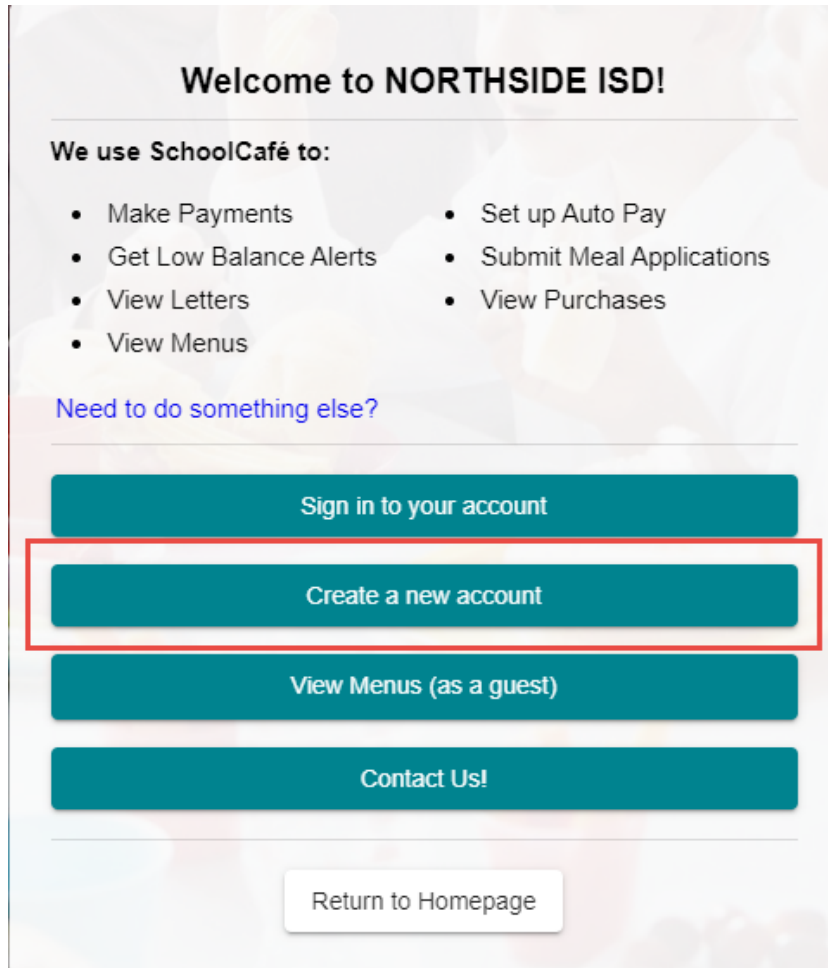 Welcome to NORTHSIDE ISD!
We use SchoolCafé to:
• Make Payments
• Get Low Balance Alerts
• View Letters
• View Menus
• Set up Auto Pay
• Submit Meal Applications
• View Purchases
Need to do something else?
Sign in to your account
Create a new account
View Menus (as a guest)
Contact Us!
Return to Homepage